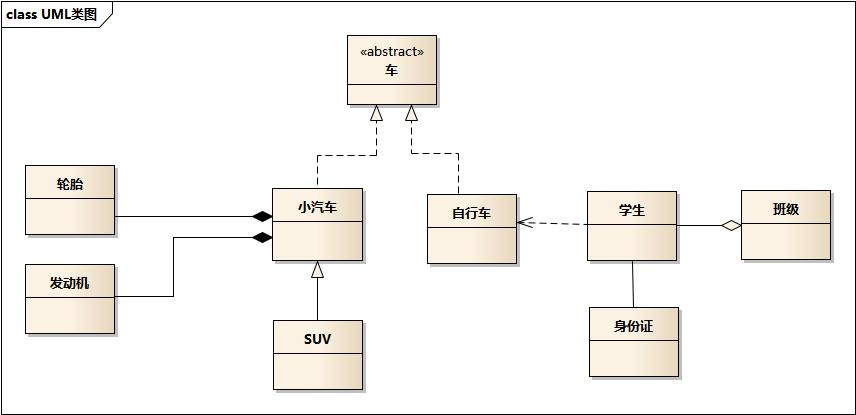 class UML类图
«abstract»
车
轮胎
小汽车
自行车
学生
班级
发动机
SUV
身份证